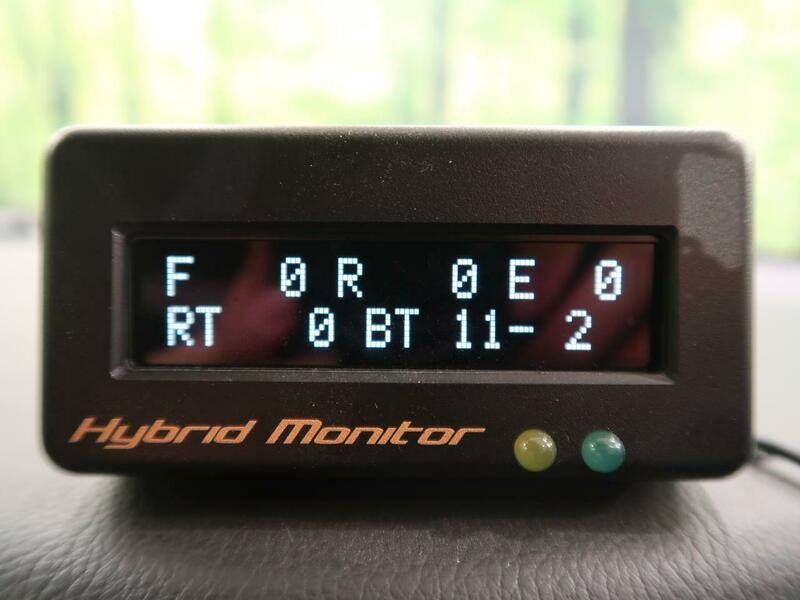 F 0 R 0 E 0
RT 0 BT 11- 2
Hybrid Monitor